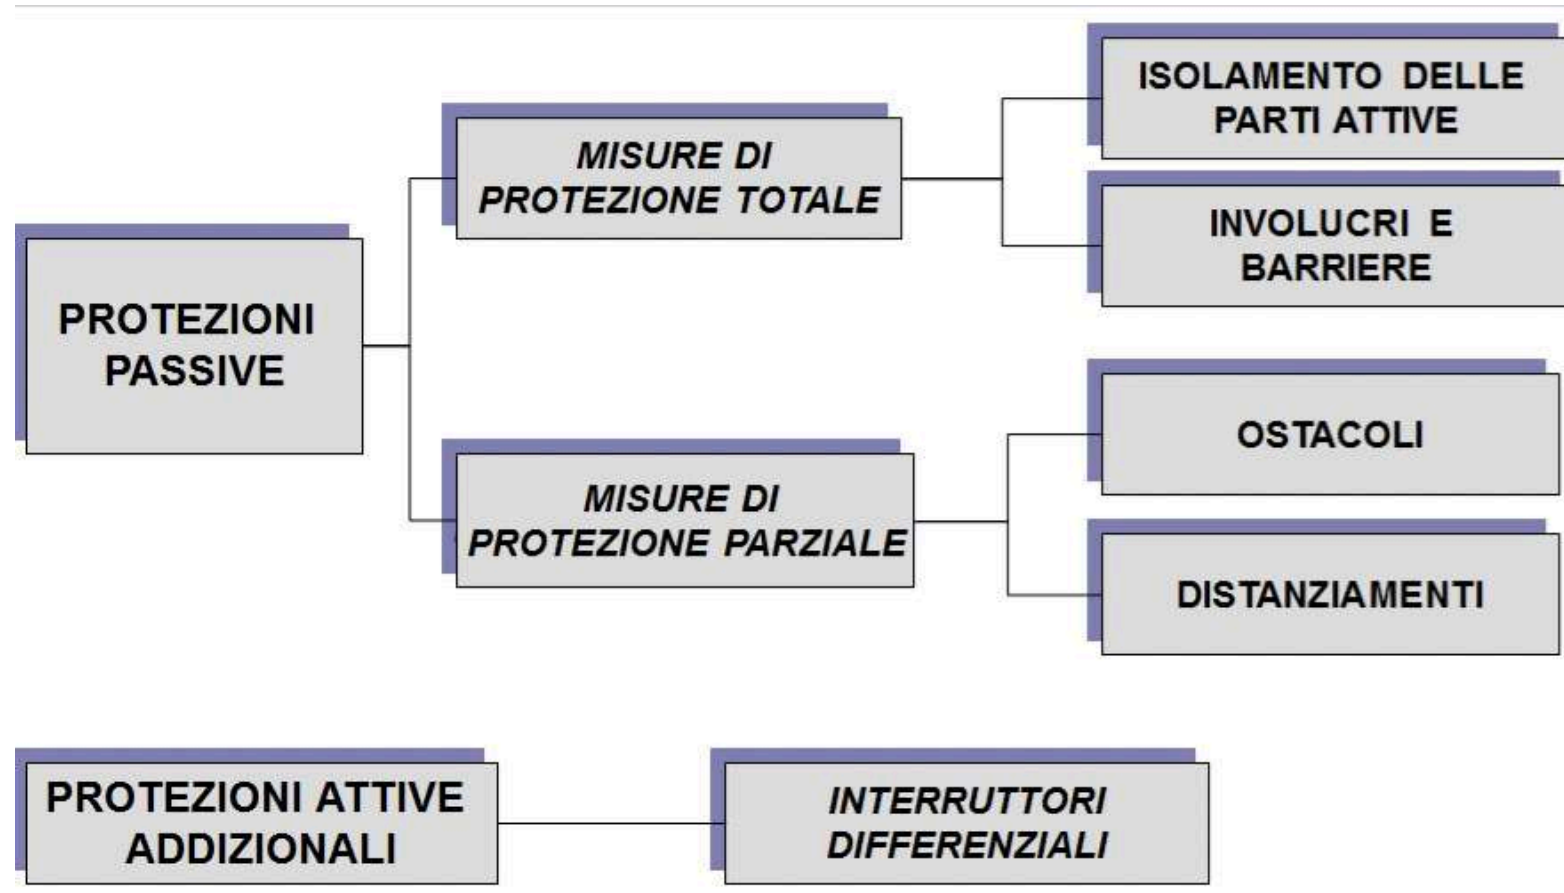 PROTEZIONI
PASSIVE
MISURE DI
PROTEZIONE TOTALE
ISOLAMENTO DELLE
PARTI ATTIVE
INVOLUCRI E
BARRIERE
MISURE DI
PROTEZIONE PARZIALE
OSTACOLI
DISTANZIAMENTI
PROTEZIONI ATTIVE
ADDIZIONALI
INTERRUTTORI
DIFFERENZIALI